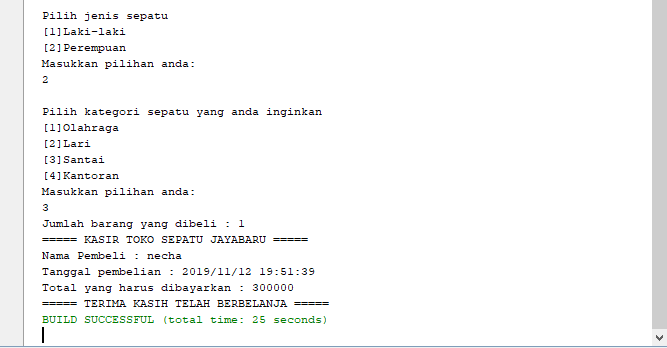 Pilih jenis sepatu
[1]Laki-laki
[2]Perempuan
Masukkan pilihan anda:
2
Pilih kategori sepatu yang anda inginkan
[1]Olahraga
[2]Lari
[3]Santai
[4]Kantoran
Masukkan pilihan anda:
3
Jumlah barang yang dibeli : 1
===== KASIR TOKO SEPATU JAYABARU =====
Nama Pembeli : necha
Tanggal pembelian : 2019/11/12 19:51:39
Total yang harus dibayarkan : 300000
===== TERIMA KASIH TELAH BERBELANJA =====
BUILD SUCCESSFUL (total time: 25 seconds)